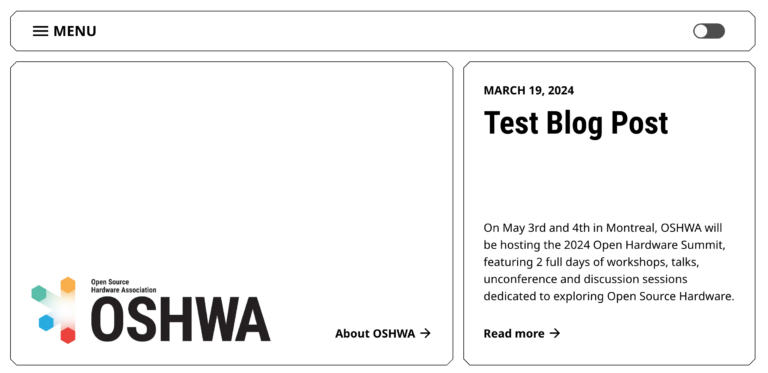 MENU
Open Source
Hardware Association
OSHWA
About OSHWA →
MARCH 19, 2024
Test Blog Post
On May 3rd and 4th in Montreal, OSHWA will
be hosting the 2024 Open Hardware Summit,
featuring 2 full days of workshops, talks,
unconference and discussion sessions
dedicated to exploring Open Source Hardware.
Read more →